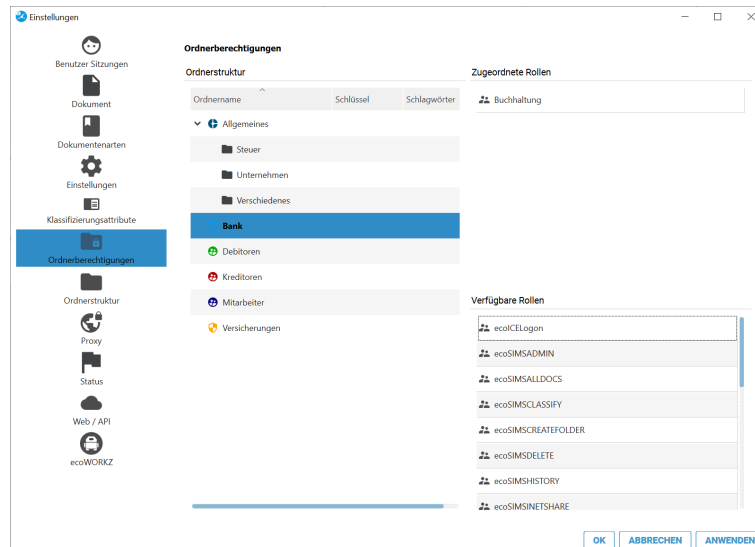 Einstellungen
Benutzer Sitzungen
Dokument
Dokumentenarten
Einstellungen
Klassifizierungsattribute
Ordnerberechtigungen
Ordnerstruktur
Proxy
Status
Web / API
ecoWORKZ
Ordnerberechtigungen
Ordnerstruktur
Ordnername Schlüssel Schlagwörter
Allgemeines
Steuer
Unternehmen
Verschiedenes
Bank
Debitoren
Kreditoren
Mitarbeiter
Versicherungen
Zugeordnete Rollen
Buchhaltung
Verfügbare Rollen
ecoICELogon
ecoSIMSADMIN
ecoSIMSALLDOCS
ecoSIMSCLASSIFY
ecoSIMSCREATEFOLDER
ecoSIMSDELETE
ecoSIMSHISTORY
ecoSIMSINETSHARE
OK ABBRECHEN ANWENDEN